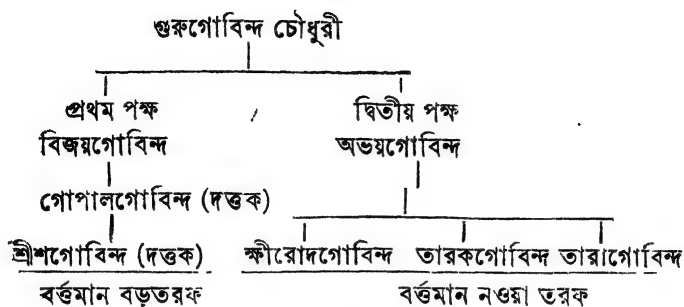 গুরুগোবিন্দ চৌধুরী
প্রথম পক্ষ দ্বিতীয় পক্ষ
বিজয়গোবিন্দ অভয়গোবিন্দ
গোপালগোবিন্দ (দত্তক)
শ্রীশগোবিন্দ (দত্তক) ক্ষীরোদগোবিন্দ তারকগোবিন্দ তারাগোবিন্দ
বর্ত্তমান বড়তরফ বর্ত্তমান নওয়া তরফ